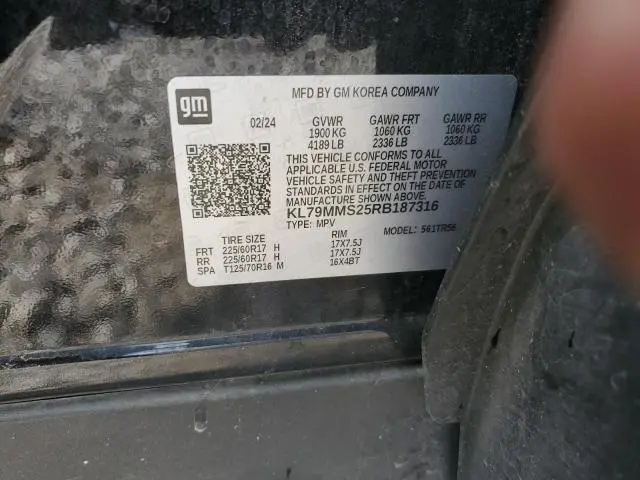 gm
MFD BY GM KOREA COMPANY
02/24 GVWR GAWR FRT GAWR RR
1900 KG 1060 KG 1060 KG
4189 LB 2336 LB 2336 LB
THIS VEHICLE CONFORMS TO ALL
APPLICABLE U.S. FEDERAL MOTOR
VEHICLE SAFETY AND THEFT PREVENTION
STANDARDS IN EFFECT ON THE DATE OF
MANUFACTURE SHOWN ABOVE.
KL79MMS25RB187316
TYPE: MPV MODEL: 561TR56
TIRE SIZE RIM
FRT 225/60R17 H 17X7.5J
RR 225/60R17 H 17X7.5J
SPA T125/70R16 M 16X4BT